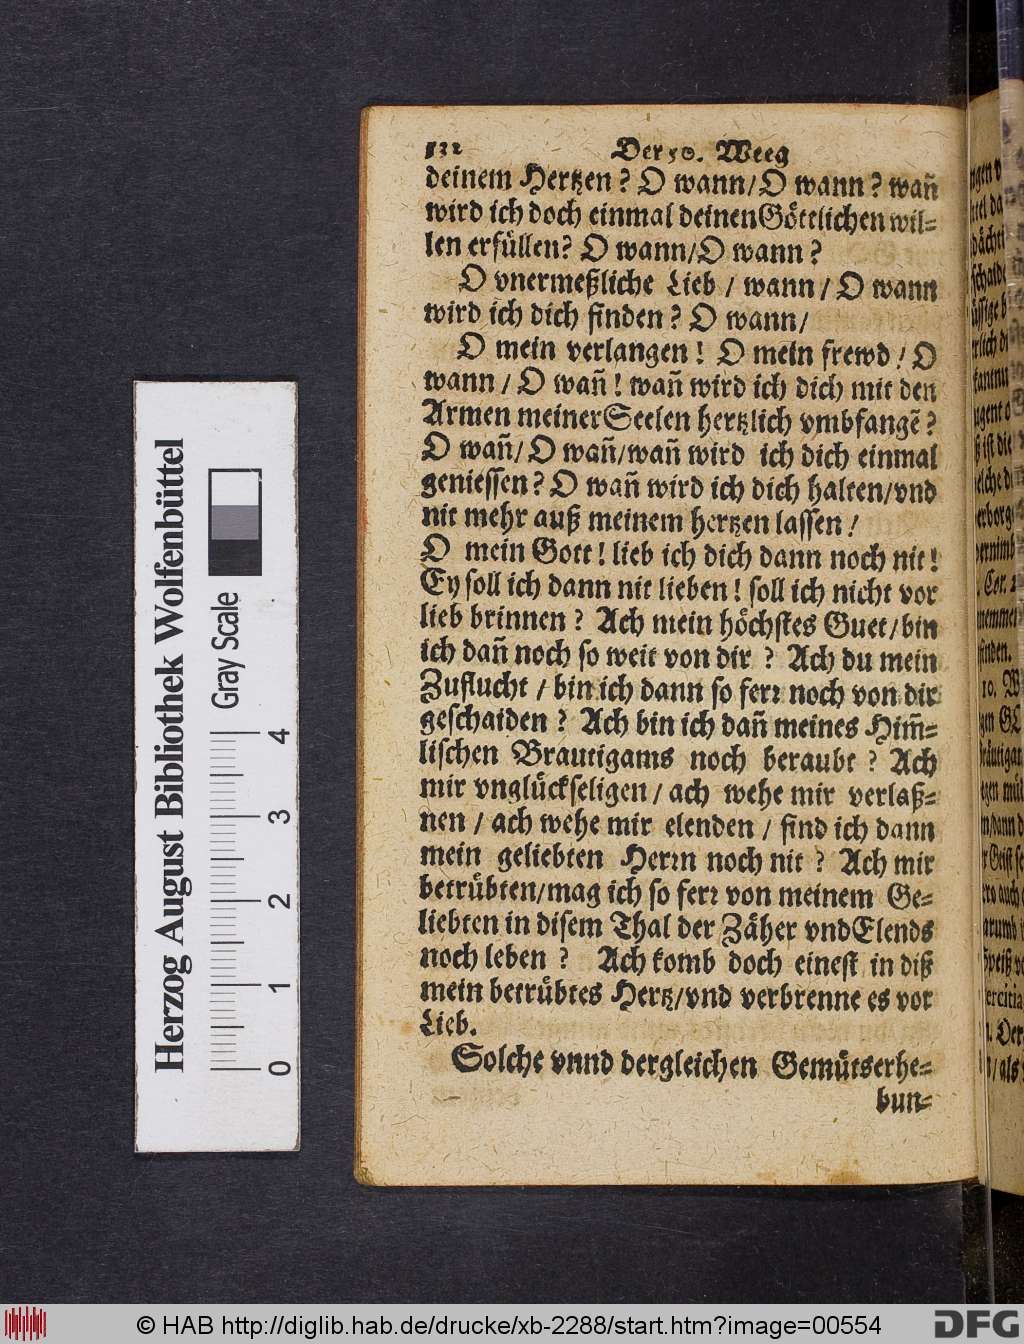 532 Der 50. Weeg
deinem Hertzen? O wann/O wann? wañ
wird ich doch einmal deinen Göttlichen wil-
len erfüllen? O wann/O wann?
O vnermeßliche Lieb / wann / O wann
wird ich dich finden? O wann/
O mein verlangen! O mein frewd / O
wann / O wañ! wañ wird ich dich mit den
Armen meiner Seelen hertzlich vmbfangẽ?
O wañ/ O wañ/wañ wird ich dich einmal
geniessen? O wañ wird ich dich halten/vnd
nit mehr auß meinem hertzen lassen!
O mein Gott! lieb ich dich dann noch nit!
Ey soll ich dann nit lieben! soll ich nicht vor
lieb brinnen? Ach mein höchstes Guet/bin
ich dañ noch so weit von dir? Ach du mein
Zuflucht / bin ich dann so ferr noch von dir
geschaiden? Ach bin ich dañ meines Him̃-
lischen Brautigams noch beraubt? Ach
mir vnglückseligen / ach wehe mir verlaß-
nen / ach wehe mir elenden / find ich dann
mein geliebten Herrn noch nit? Ach mir
betrübten/mag ich so ferr von meinem Ge-
liebten in disem Thal der Zäher vnd Elends
noch leben? Ach komb doch einest in diß
mein betrübtes Hertz/vnd verbrenne es vor
Lieb.
Solche vnnd dergleichen Gemütserhe-
bun-
Herzog August Bibliothek Wolfenbüttel
Gray Scale
0 1 2 3 4
© HAB http://diglib.hab.de/drucke/xb-2288/start.htm?image=00554
DFG